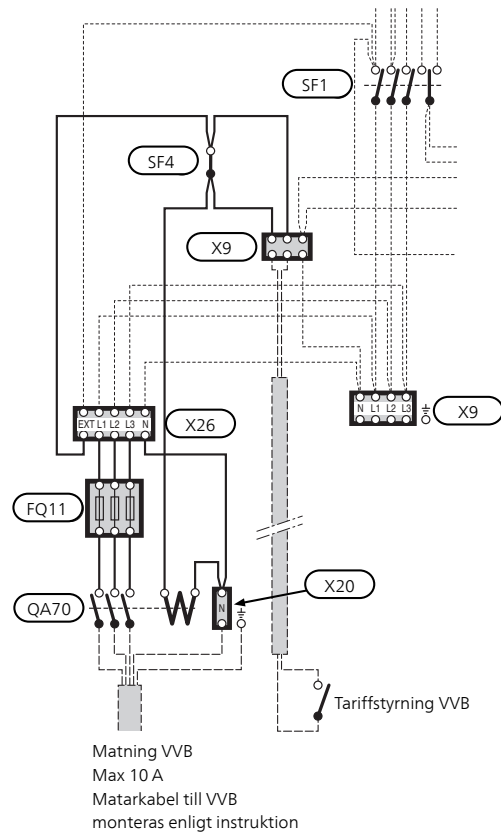 SF1
SF4
X9
N L1 L2 L3
X9
EXT L1 L2 L3 N
X26
FQ11
QA70
N
X20
Tariffstyrning VVB
Matning VVB
Max 10 A
Matarkabel till VVB
monteras enligt instruktion